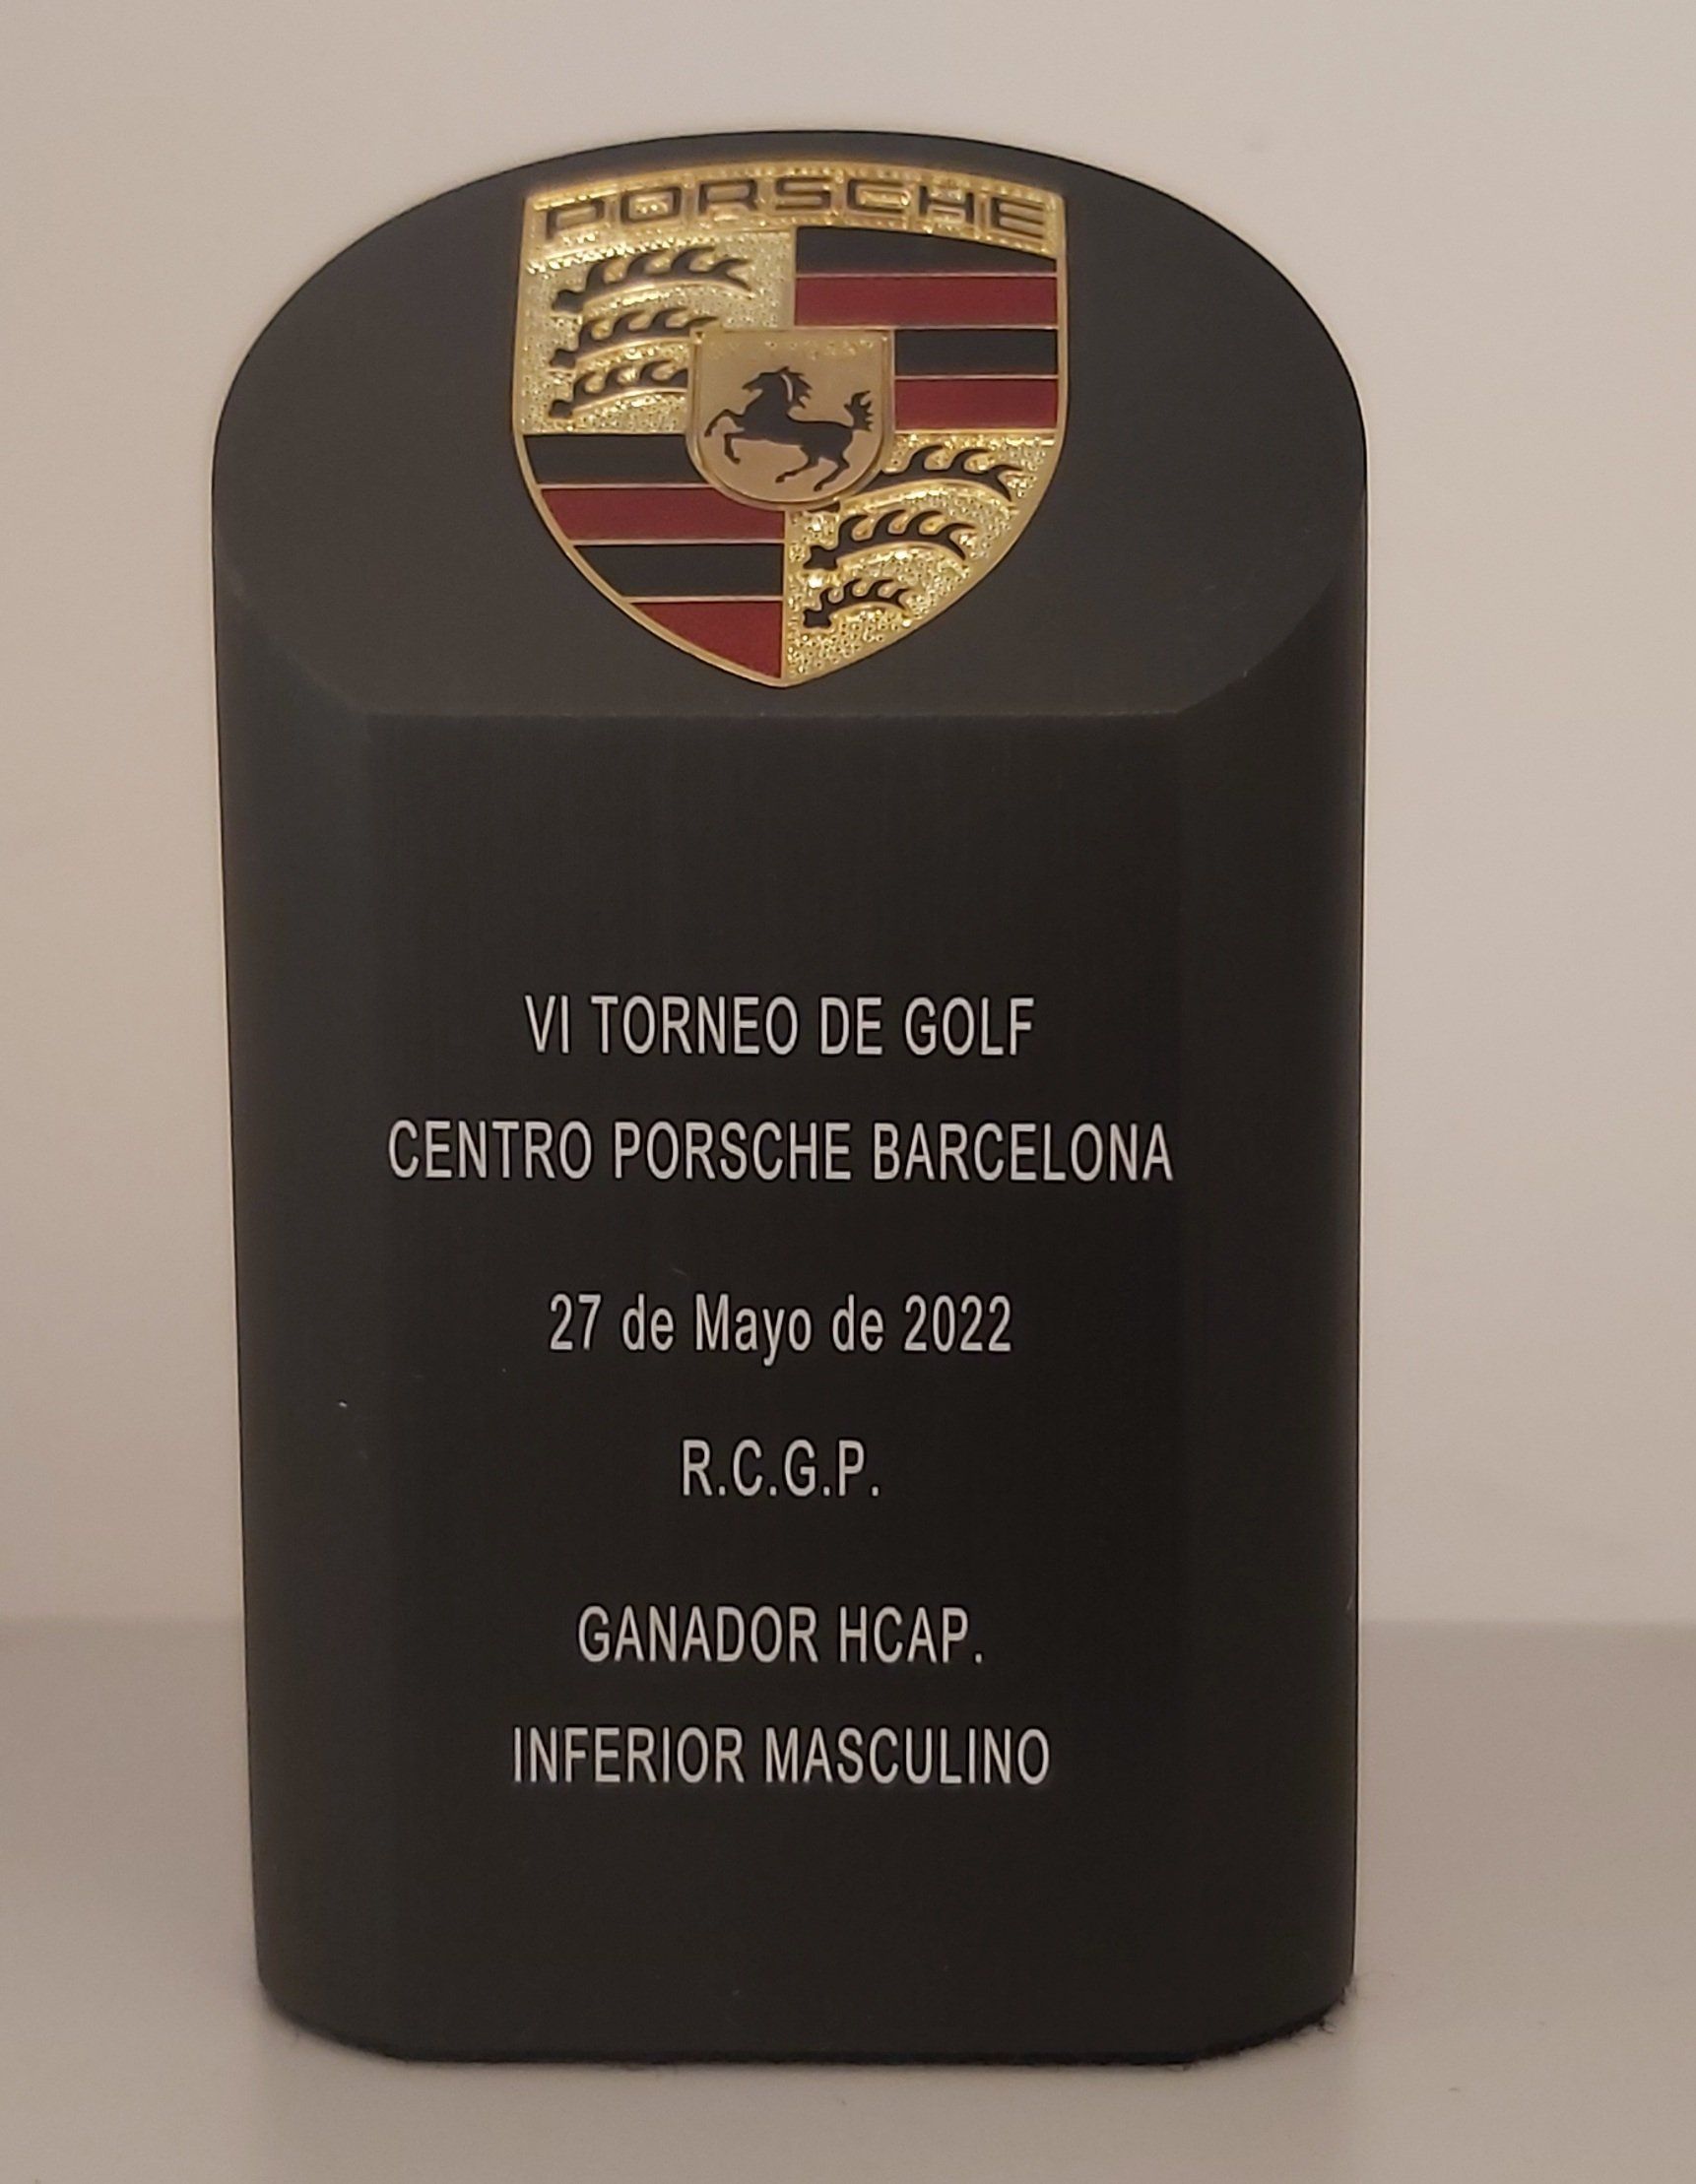 PORSCHE
VI TORNEO DE GOLF
CENTRO PORSCHE BARCELONA
27 de Mayo de 2022
R.C.G.P.
GANADOR HCAP.
INFERIOR MASCULINO